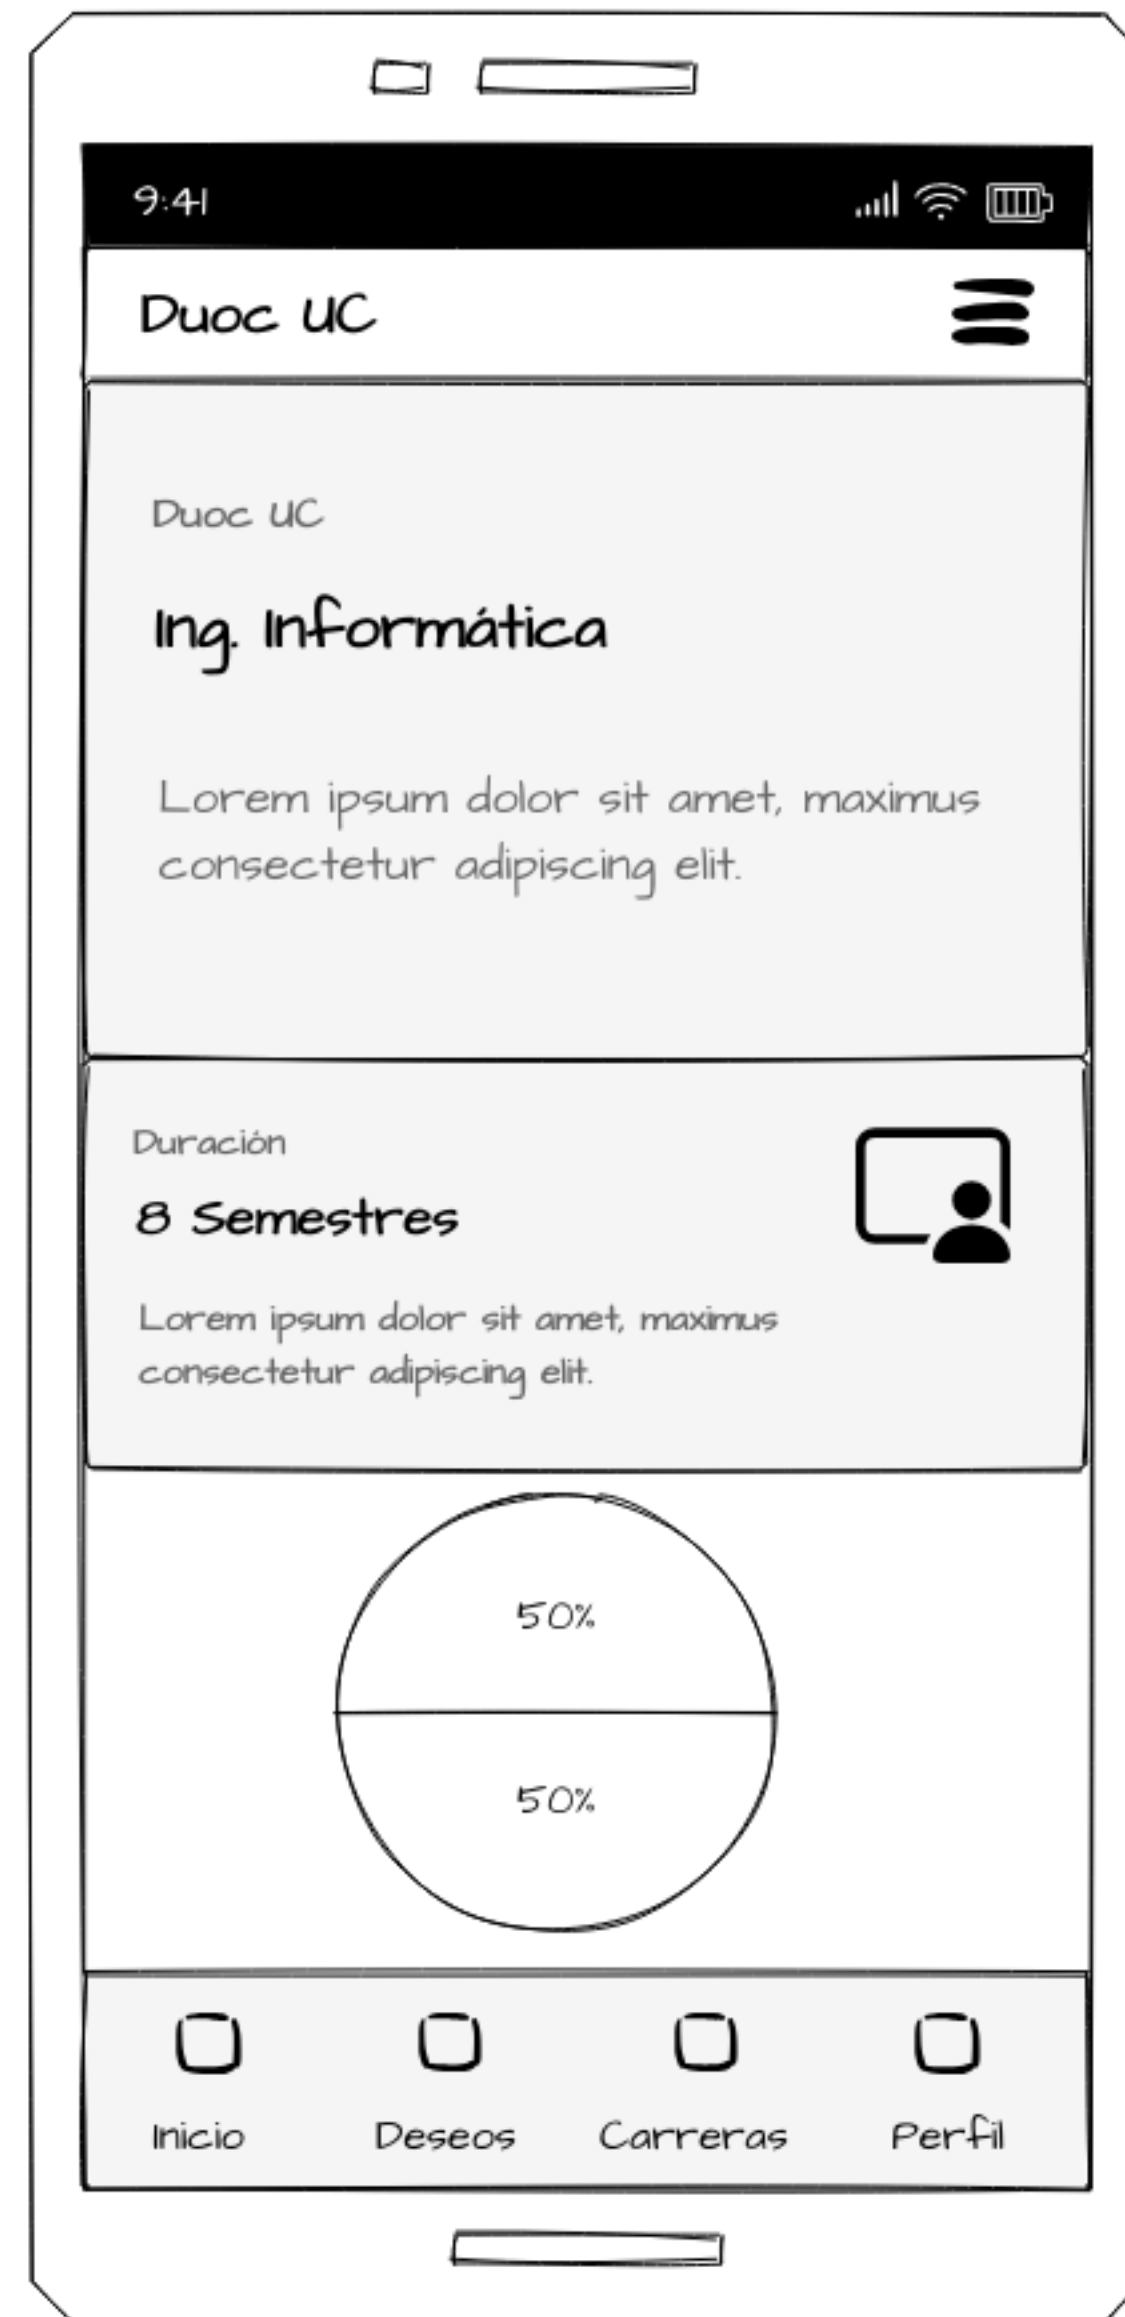 9:41
Duoc UC
Duoc UC
Ing. Informática
Lorem ipsum dolor sit amet, maximus
consectetur adipiscing elit.
Duración
8 Semestres
Lorem ipsum dolor sit amet, maximus
consectetur adipiscing elit.
50%
50%
Inicio Deseos Carreras Perfil